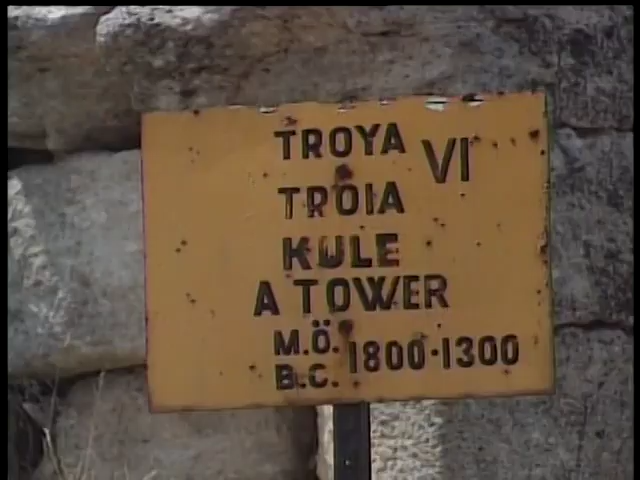 TROYA VI
TROIA
KULE
A TOWER
M.Ö.
B.C. 1800-1300